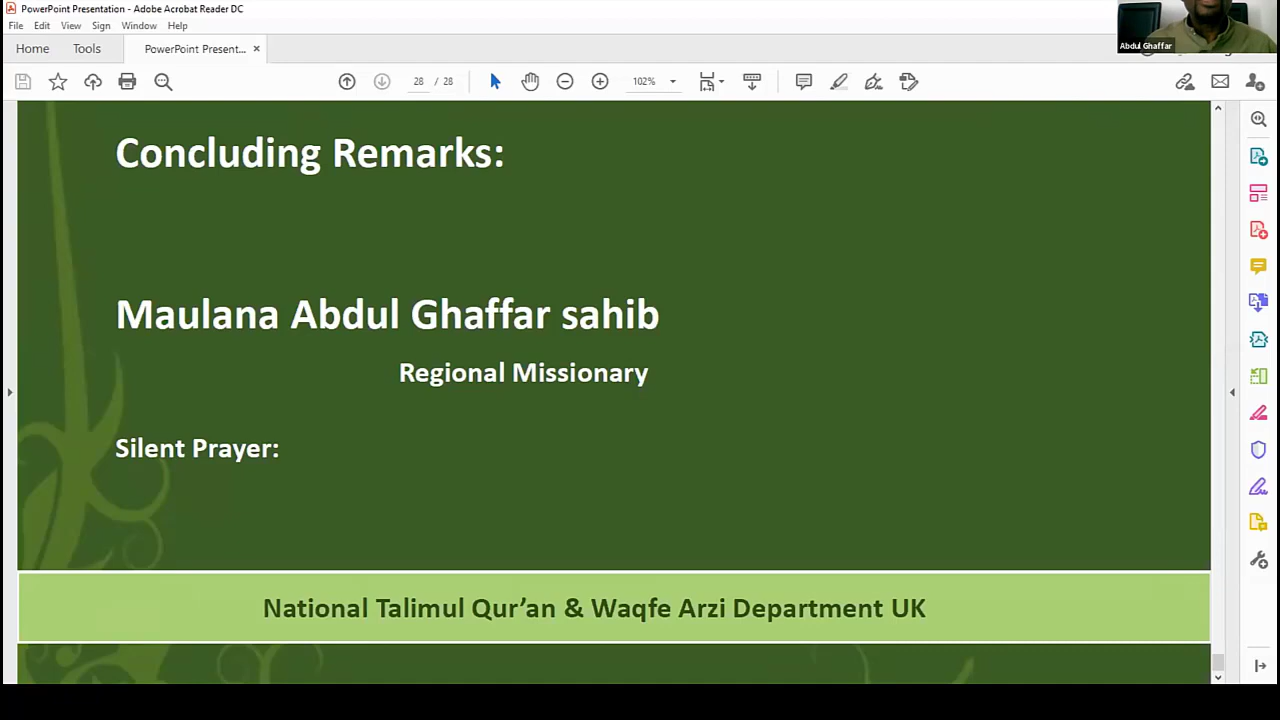 PowerPoint Presentation - Adobe Acrobat Reader DC
File Edit View Sign Window Help
Home Tools PowerPoint Present... ×
Abdul Ghaffar
28 / 28 102%
Concluding Remarks:
Maulana Abdul Ghaffar sahib
Regional Missionary
Silent Prayer:
National Talimul Qur’an & Waqfe Arzi Department UK